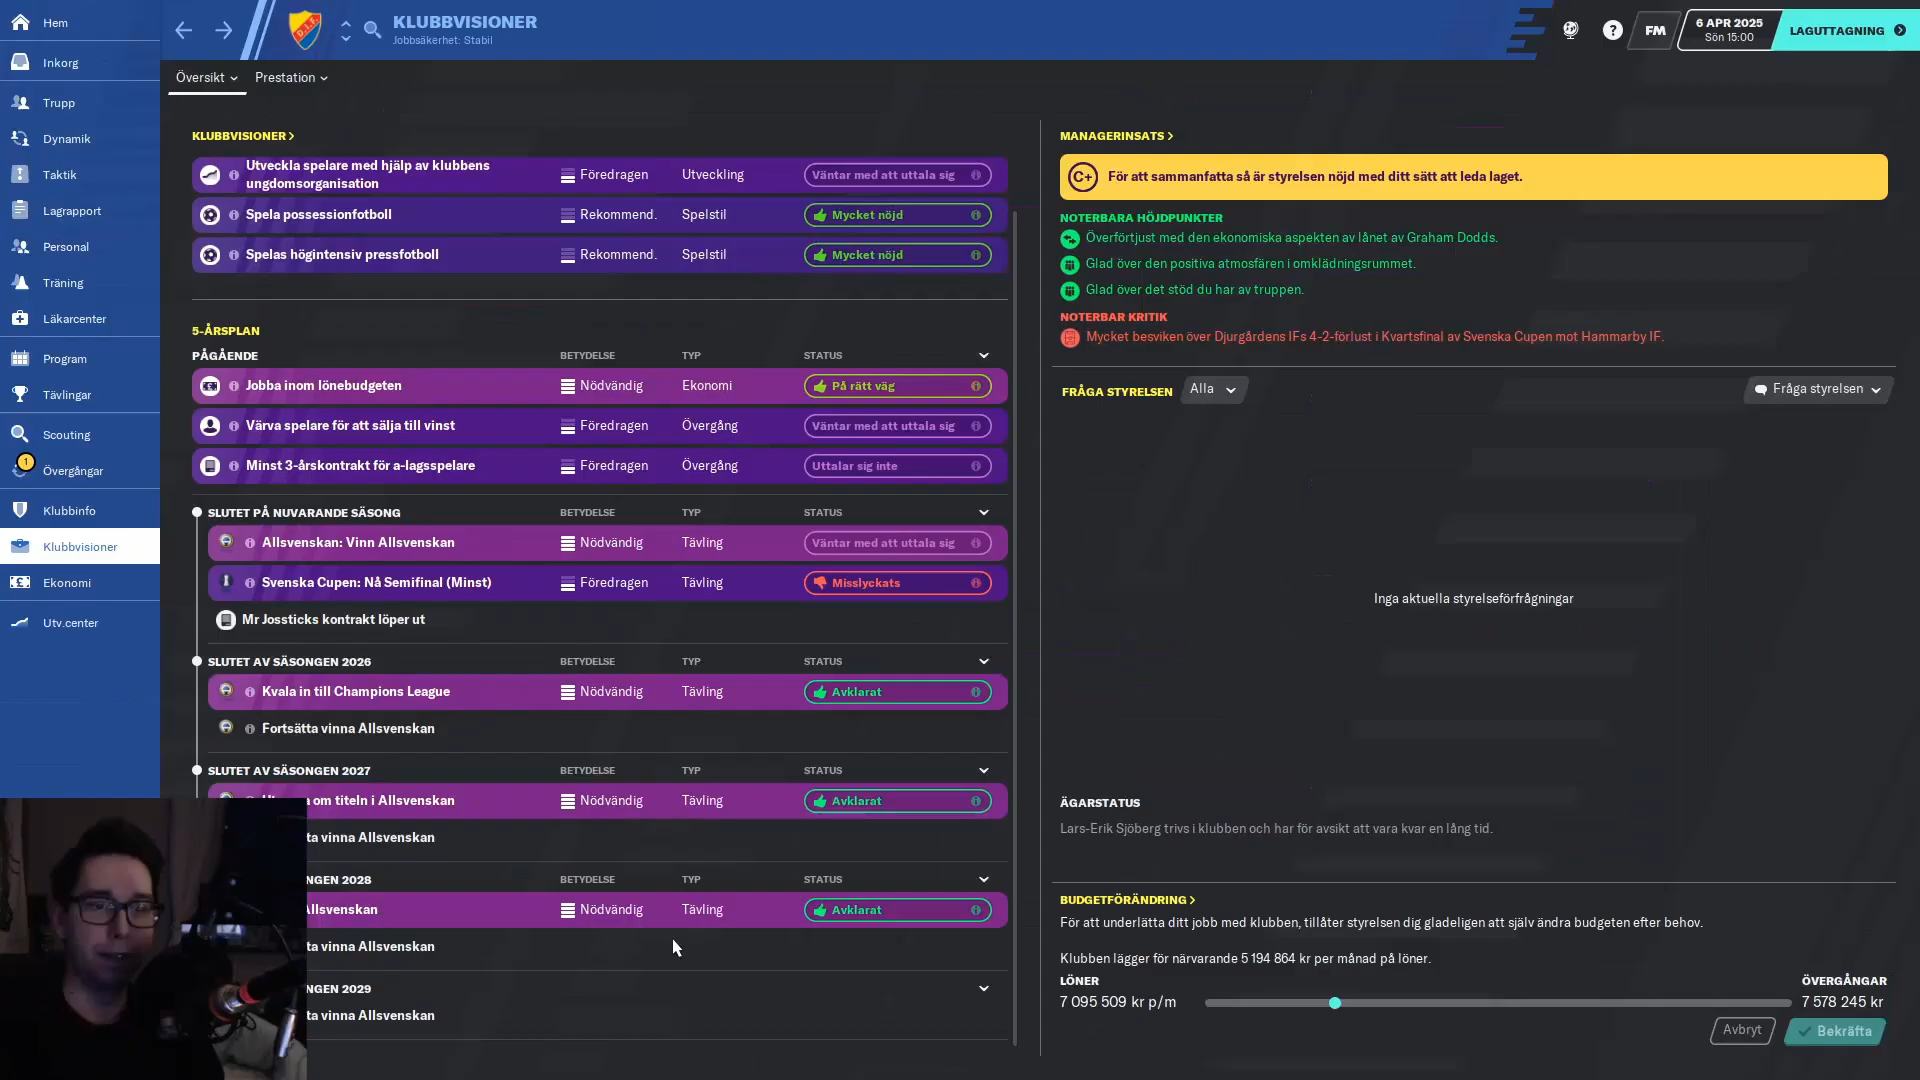 Hem
Inkorg
Trupp
Dynamik
Taktik
Lagrapport
Personal
Träning
Läkarcenter
Program
Tävlingar
Scouting
1
Övergångar
Klubbinfo
Klubbvisioner
Ekonomi
Utv.center
KLUBBVISIONER
Jobbsäkerhet: Stabil
FM
6 APR 2025
Sön 15:00
LAGUTTAGNING
Översikt
Prestation
KLUBBVISIONER
Utveckla spelare med hjälp av klubbens
ungdomsorganisation
Föredragen Utveckling Väntar med att uttala sig
Spela possessionfotboll Rekommend. Spelstil Mycket nöjd
Spelas högintensiv pressfotboll Rekommend. Spelstil Mycket nöjd
5-ÅRSPLAN
PÅGÅENDE BETYDELSE TYP STATUS
Jobba inom lönebudgeten Nödvändig Ekonomi På rätt väg
Värva spelare för att sälja till vinst Föredragen Övergång Väntar med att uttala sig
Minst 3-årskontrakt för a-lagsspelare Föredragen Övergång Uttalar sig inte
SLUTET PÅ NUVARANDE SÄSONG BETYDELSE TYP STATUS
Allsvenskan: Vinn Allsvenskan Nödvändig Tävling Väntar med att uttala sig
Svenska Cupen: Nå Semifinal (Minst) Föredragen Tävling Misslyckats
Mr Jossticks kontrakt löper ut
SLUTET AV SÄSONGEN 2026 BETYDELSE TYP STATUS
Kvala in till Champions League Nödvändig Tävling Avklarat
Fortsätta vinna Allsvenskan
SLUTET AV SÄSONGEN 2027 BETYDELSE TYP STATUS
om titeln i Allsvenskan Nödvändig Tävling Avklarat
ta vinna Allsvenskan
NGEN 2028 BETYDELSE TYP STATUS
Allsvenskan Nödvändig Tävling Avklarat
ta vinna Allsvenskan
NGEN 2029
ta vinna Allsvenskan
MANAGERINSATS
C+ För att sammanfatta så är styrelsen nöjd med ditt sätt att leda laget.
NOTERBARA HÖJDPUNKTER
Överförtjust med den ekonomiska aspekten av lånet av Graham Dodds.
Glad över den positiva atmosfären i omklädningsrummet.
Glad över det stöd du har av truppen.
NOTERBAR KRITIK
Mycket besviken över Djurgårdens IFs 4-2-förlust i Kvartsfinal av Svenska Cupen mot Hammarby IF.
FRÅGA STYRELSEN Alla Fråga styrelsen
Inga aktuella styrelseförfrågningar
ÄGARSTATUS
Lars-Erik Sjöberg trivs i klubben och har för avsikt att vara kvar en lång tid.
BUDGETFÖRÄNDRING
För att underlätta ditt jobb med klubben, tillåter styrelsen dig gladeligen att själv ändra budgeten efter behov.
Klubben lägger för närvarande 5 194 864 kr per månad på löner.
LÖNER ÖVERGÅNGAR
7 095 509 kr p/m 7 578 245 kr
Avbryt Bekräfta